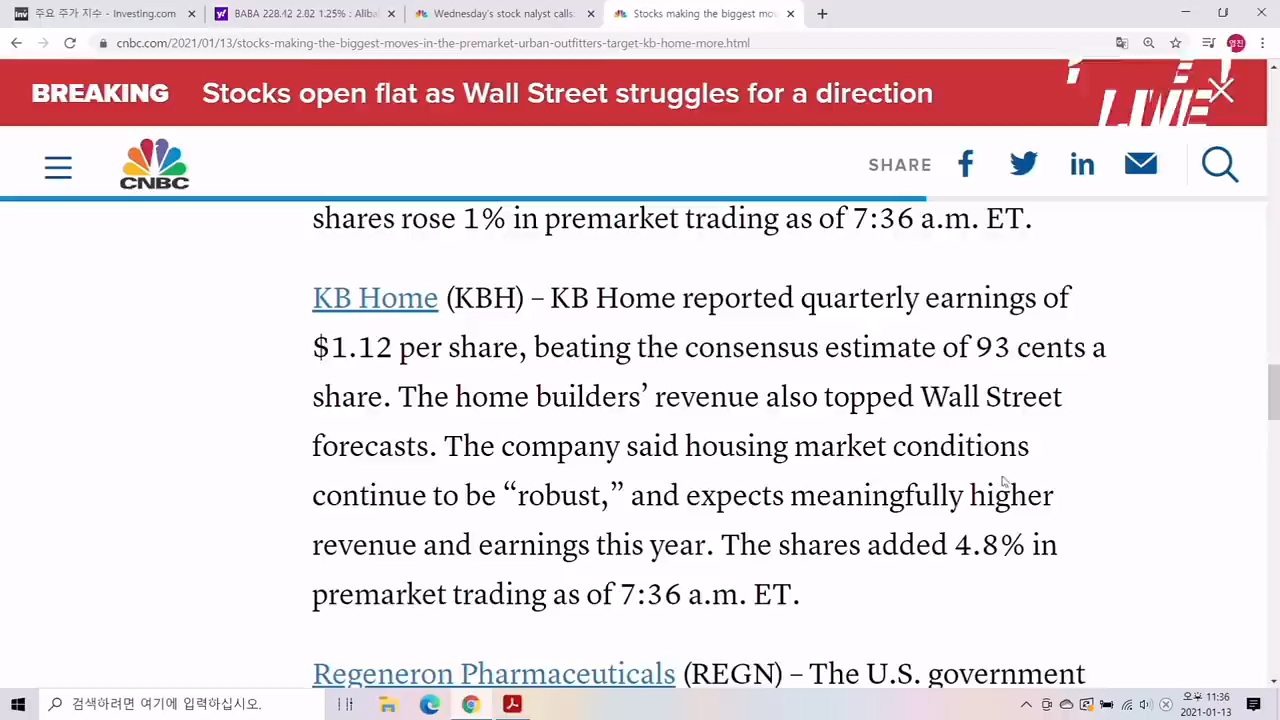 주요 주가 지수 - Investing.com
BABA 228.42 2.02 1.25% : Alibal
Wednesday's stock nalyst calls:
Stocks making the biggest mov
cnbc.com/2021/01/13/stocks-making-the-biggest-moves-in-the-premarket-urban-outfitters-target-kb-home-more.html
영진
BREAKING Stocks open flat as Wall Street struggles for a direction
LIVE
CNBC
SHARE
shares rose 1% in premarket trading as of 7:36 a.m. ET.
KB Home (KBH) – KB Home reported quarterly earnings of
$1.12 per share, beating the consensus estimate of 93 cents a
share. The home builders’ revenue also topped Wall Street
forecasts. The company said housing market conditions
continue to be “robust,” and expects meaningfully higher
revenue and earnings this year. The shares added 4.8% in
premarket trading as of 7:36 a.m. ET.
Regeneron Pharmaceuticals (REGN) – The U.S. government
검색하려면 여기에 입력하십시오.
오후 11:36
2021-01-13